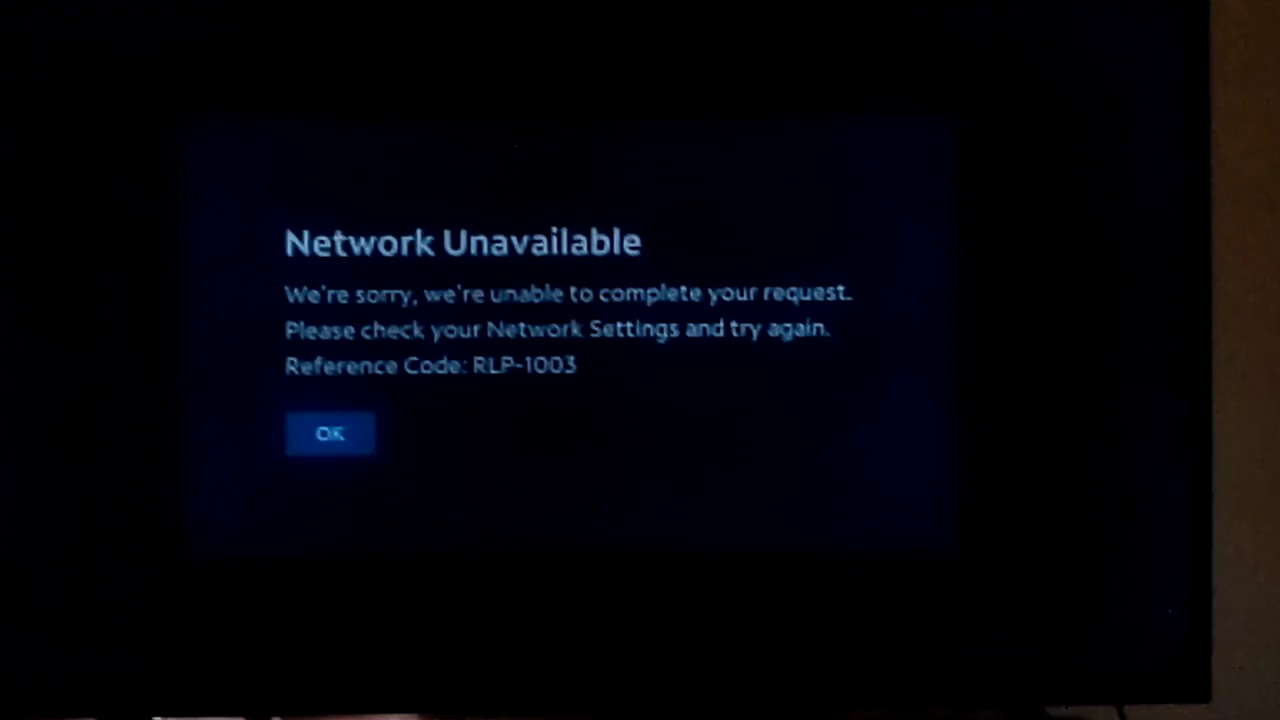 Network Unavailable
We're sorry, we're unable to complete your request.
Please check your Network Settings and try again.
Reference Code: RLP-1003
OK